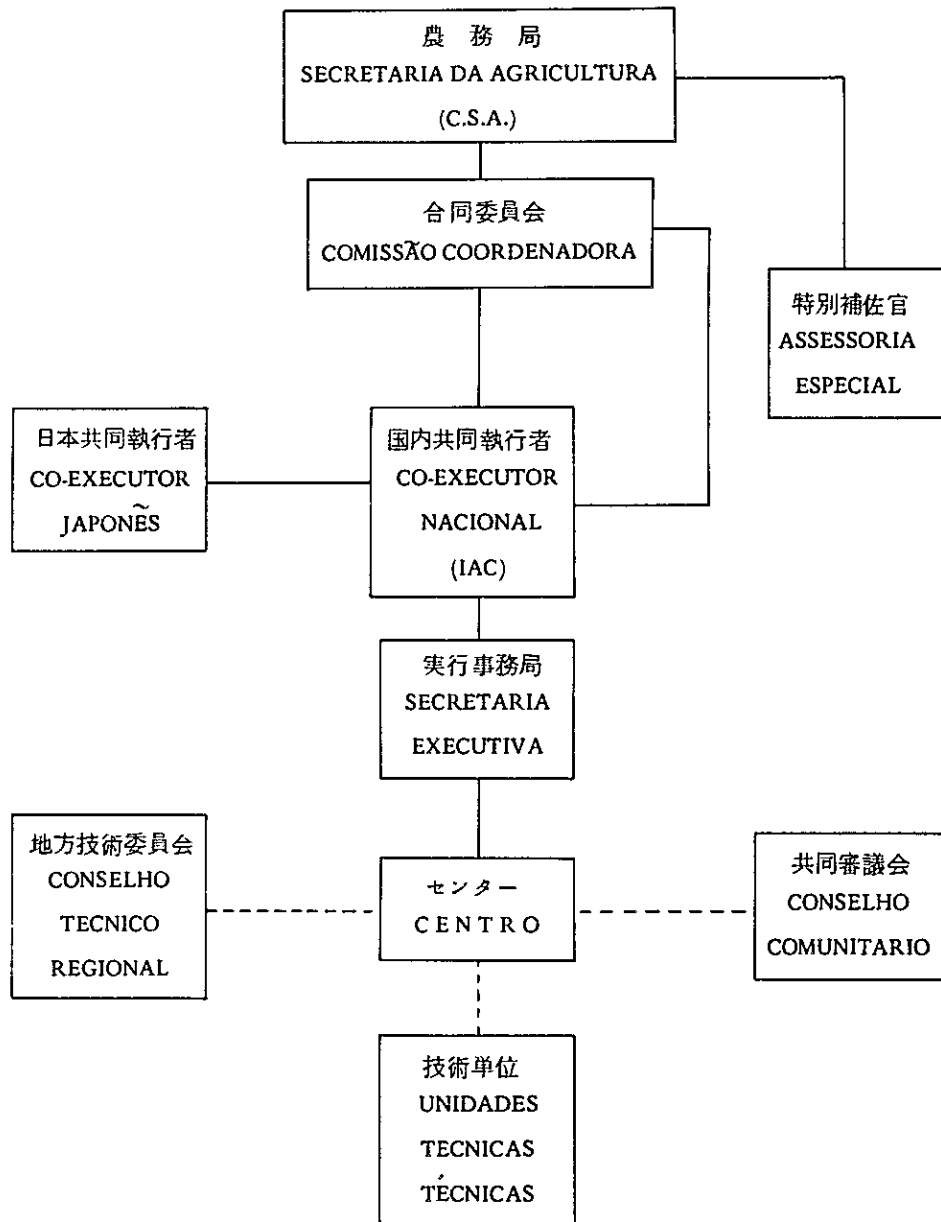 農 務 局
SECRETARIA DA AGRICULTURA
(C.S.A.)
合同委員会
COMISSÃO COORDENADORA
特別補佐官
ASSESSORIA
ESPECIAL
日本共同執行者
CO-EXECUTOR
JAPONẼS
国内共同執行者
CO-EXECUTOR
NACIONAL
(IAC)
実行事務局
SECRETARIA
EXECUTIVA
地方技術委員会
CONSELHO
TECNICO
REGIONAL
センター
CENTRO
共同審議会
CONSELHO
COMUNITARIO
技術単位
UNIDADES
TECNICAS
TÉCNICAS